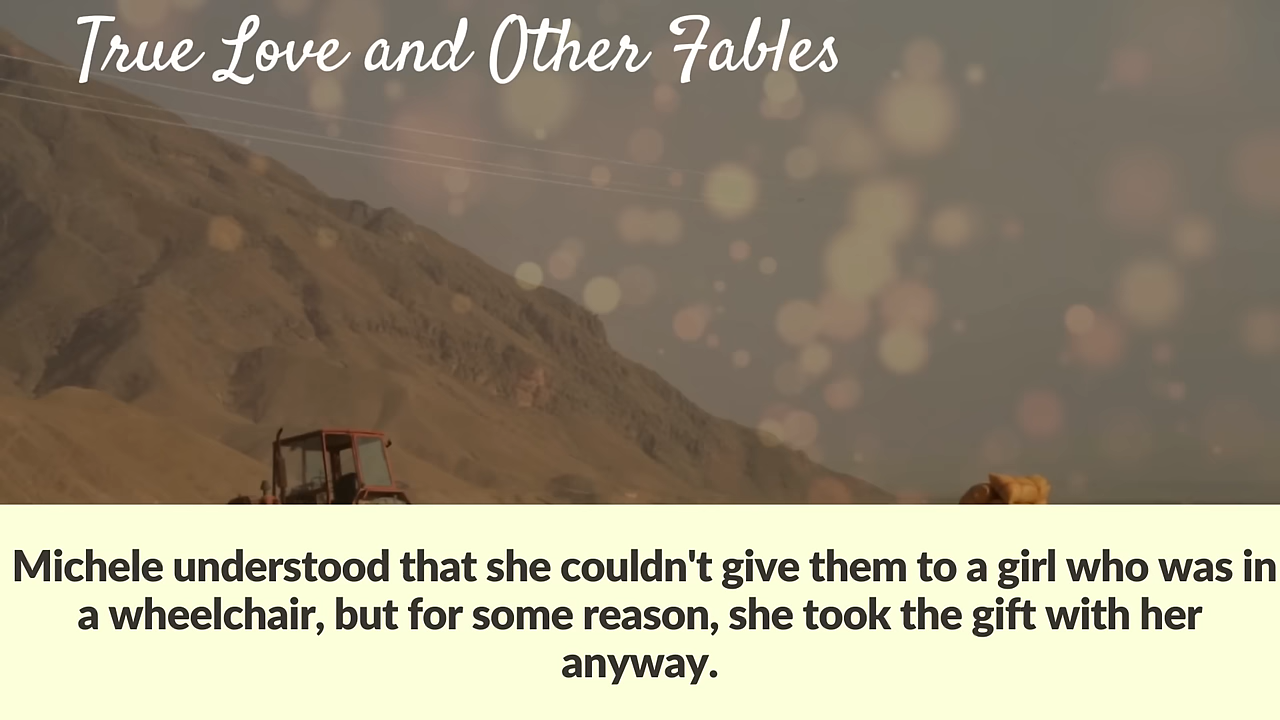 True Love and Other Fables
Michele understood that she couldn't give them to a girl who was in
a wheelchair, but for some reason, she took the gift with her
anyway.